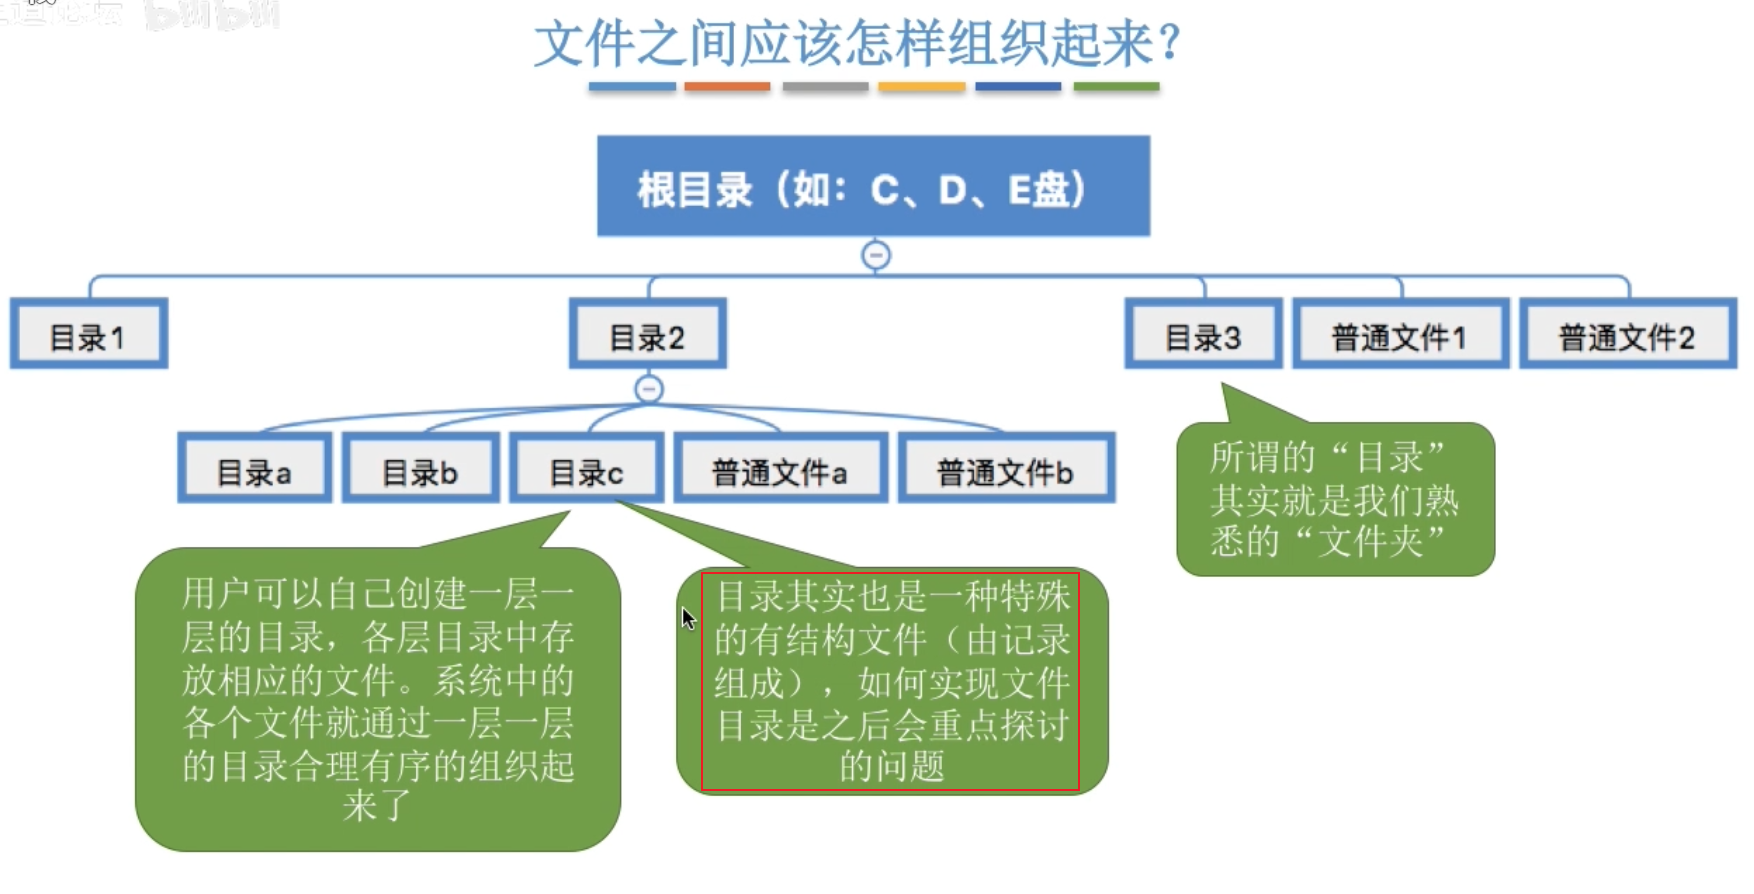 文件之间应该怎样组织起来？
根目录（如：C、D、E盘）
目录1
目录2
目录3
普通文件1
普通文件2
目录a
目录b
目录c
普通文件a
普通文件b
所谓的“目录”
其实就是我们熟
悉的“文件夹”
用户可以自己创建一层一
层的目录，各层目录中存
放相应的文件。系统中的
各个文件就通过一层一层
的目录合理有序的组织起
来了
目录其实也是一种特殊
的有结构文件（由记录
组成），如何实现文件
目录是之后会重点探讨
的问题